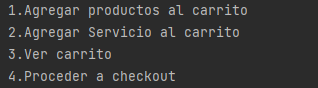 1.Agregar productos al carrito
2.Agregar Servicio al carrito
3.Ver carrito
4.Proceder a checkout